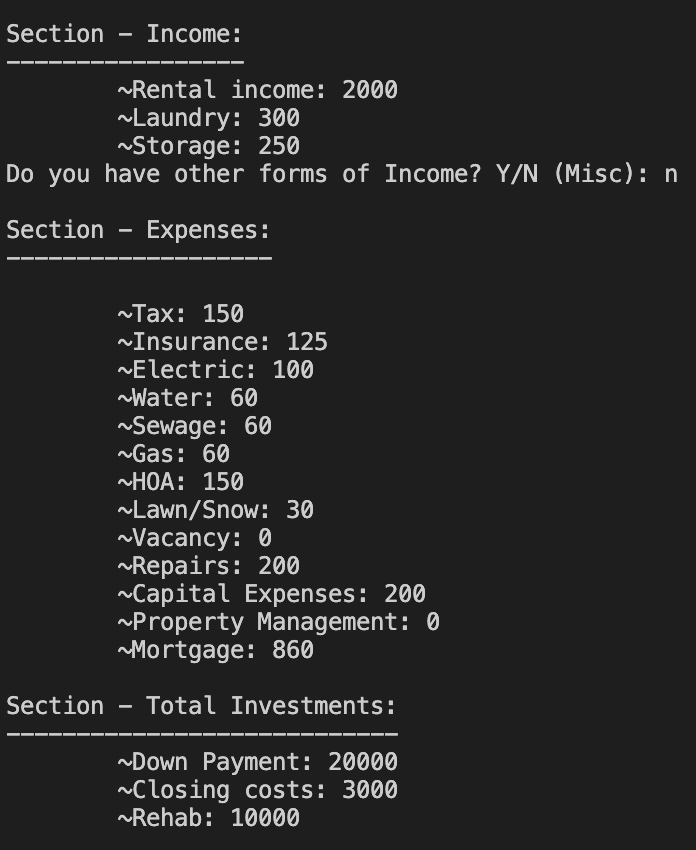 Section - Income:
-----------------
~Rental income: 2000
~Laundry: 300
~Storage: 250
Do you have other forms of Income? Y/N (Misc): n
Section - Expenses:
-------------------
~Tax: 150
~Insurance: 125
~Electric: 100
~Water: 60
~Sewage: 60
~Gas: 60
~HOA: 150
~Lawn/Snow: 30
~Vacancy: 0
~Repairs: 200
~Capital Expenses: 200
~Property Management: 0
~Mortgage: 860
Section - Total Investments:
----------------------------
~Down Payment: 20000
~Closing costs: 3000
~Rehab: 10000